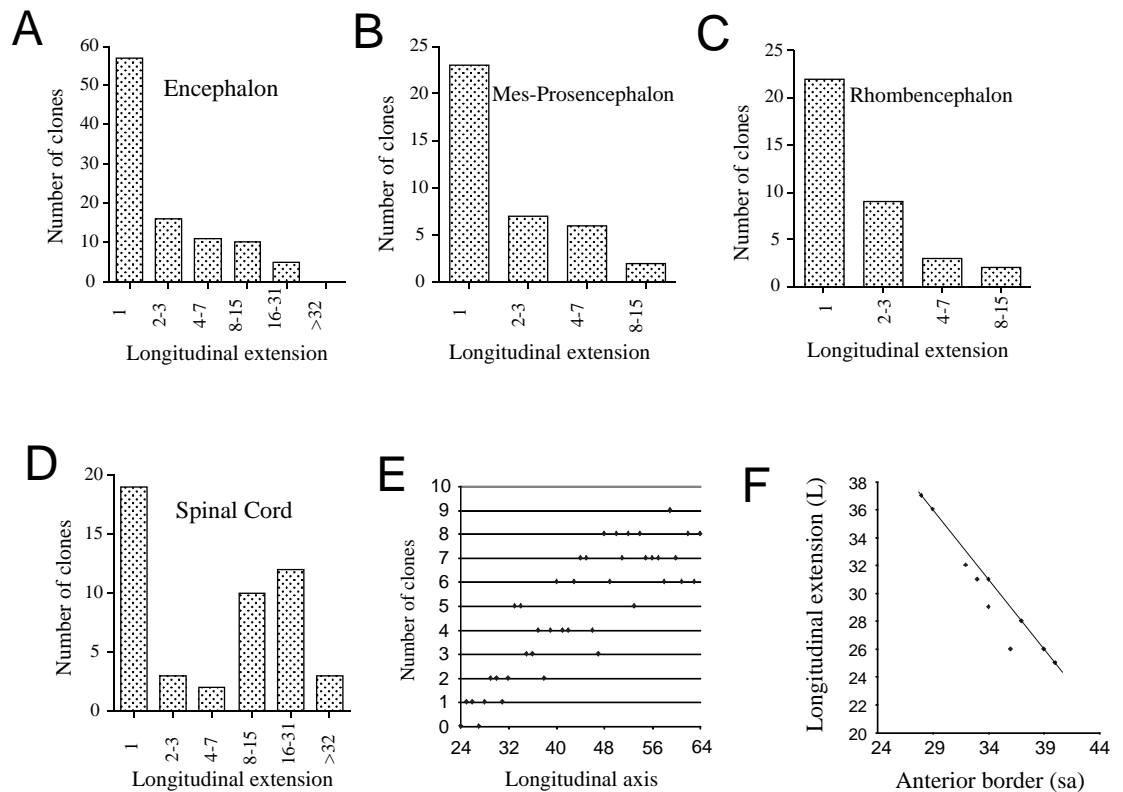 A
Number of clones
60
50
40
30
20
10
0
Encephalon
1
2-3
4-7
8-15
16-31
>32
Longitudinal extension
B
Number of clones
25
20
15
10
5
0
Mes-Prosencephalon
1
2-3
4-7
8-15
Longitudinal extension
C
Number of clones
25
20
15
10
5
0
Rhombencephalon
1
2-3
4-7
8-15
Longitudinal extension
D
Number of clones
20
15
10
5
0
Spinal Cord
1
2-3
4-7
8-15
16-31
>32
Longitudinal extension
E
Number of clones
10
9
8
7
6
5
4
3
2
1
0
24 32 40 48 56 64
Longitudinal axis
F
Longitudinal extension (L)
38
36
34
32
30
28
26
24
22
20
24 29 34 39 44
Anterior border (sa)